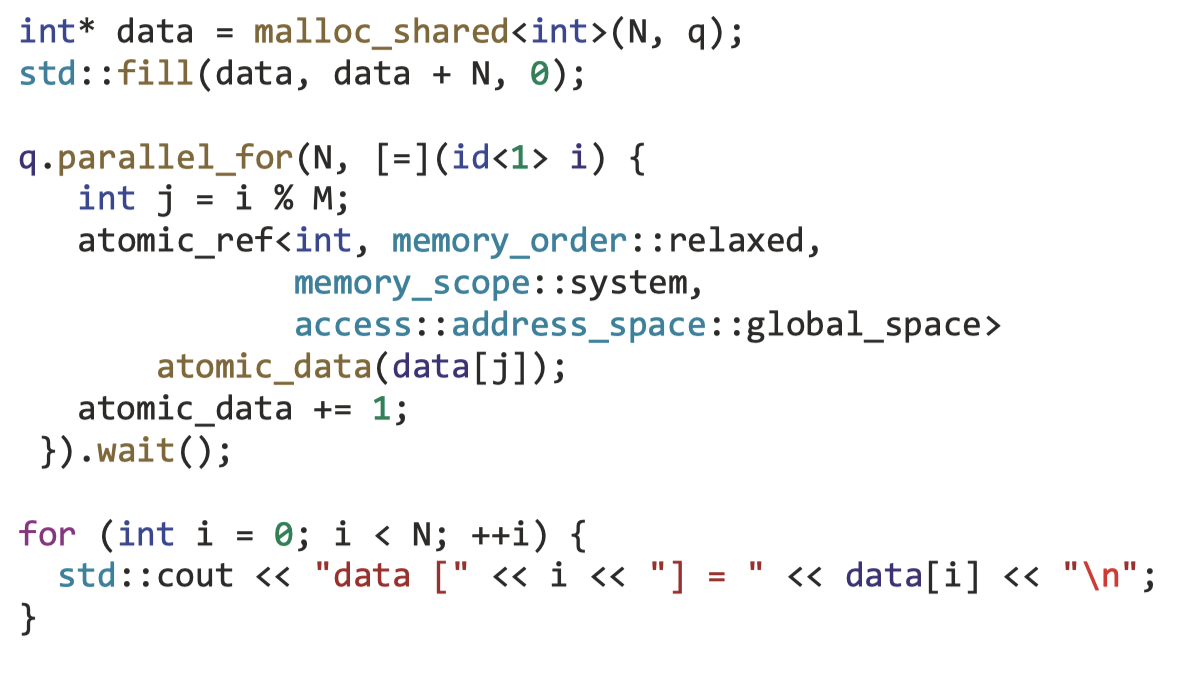 int* data = malloc_shared<int>(N, q);
std::fill(data, data + N, 0);

q.parallel_for(N, [=](id<1> i) {
   int j = i % M;
   atomic_ref<int, memory_order::relaxed,
              memory_scope::system,
              access::address_space::global_space>
       atomic_data(data[j]);
   atomic_data += 1;
 }).wait();

for (int i = 0; i < N; ++i) {
  std::cout << "data [" << i << "] = " << data[i] << "\n";
}